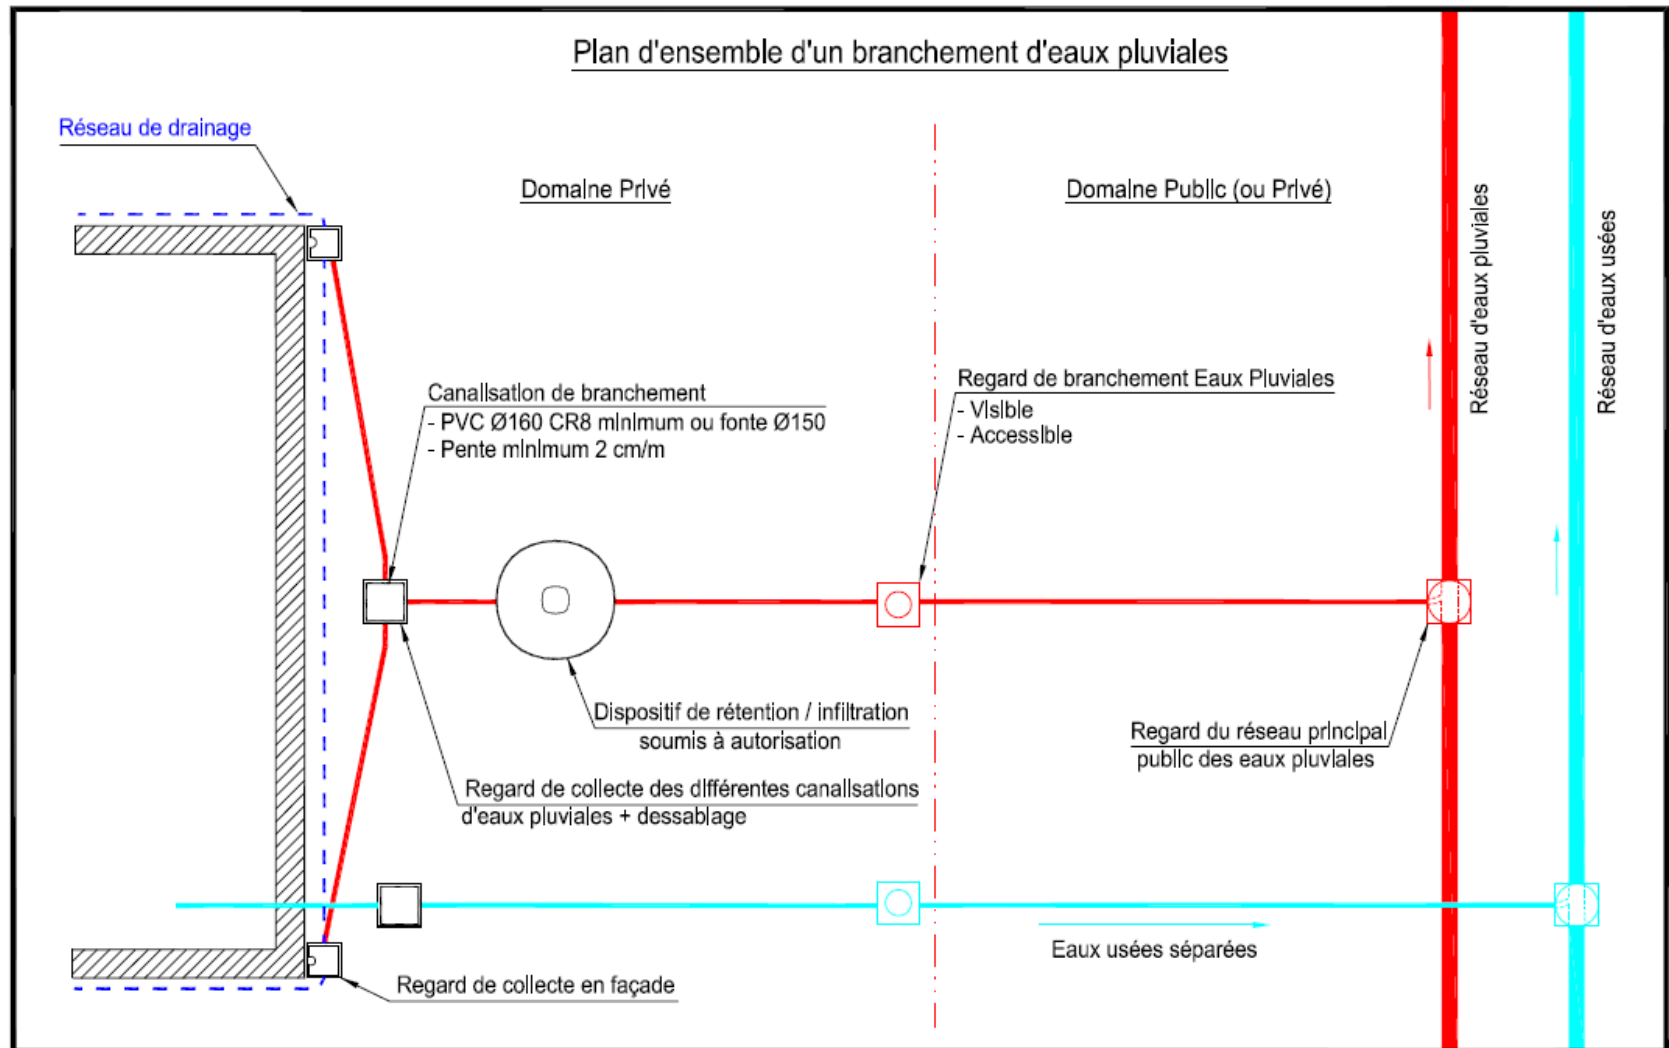 Plan d'ensemble d'un branchement d'eaux pluviales
Réseau de drainage
Domaine Privé
Domaine Public (ou Privé)
Réseau d'eaux pluviales
Réseau d'eaux usées
Canalisation de branchement
- PVC Ø160 CR8 minimum ou fonte Ø150
- Pente minimum 2 cm/m
Regard de branchement Eaux Pluviales
- Visible
- Accessible
Dispositif de rétention / infiltration
soumis à autorisation
Regard du réseau principal
public des eaux pluviales
Regard de collecte des différentes canalisations
d'eaux pluviales + dessablage
Eaux usées séparées
Regard de collecte en façade